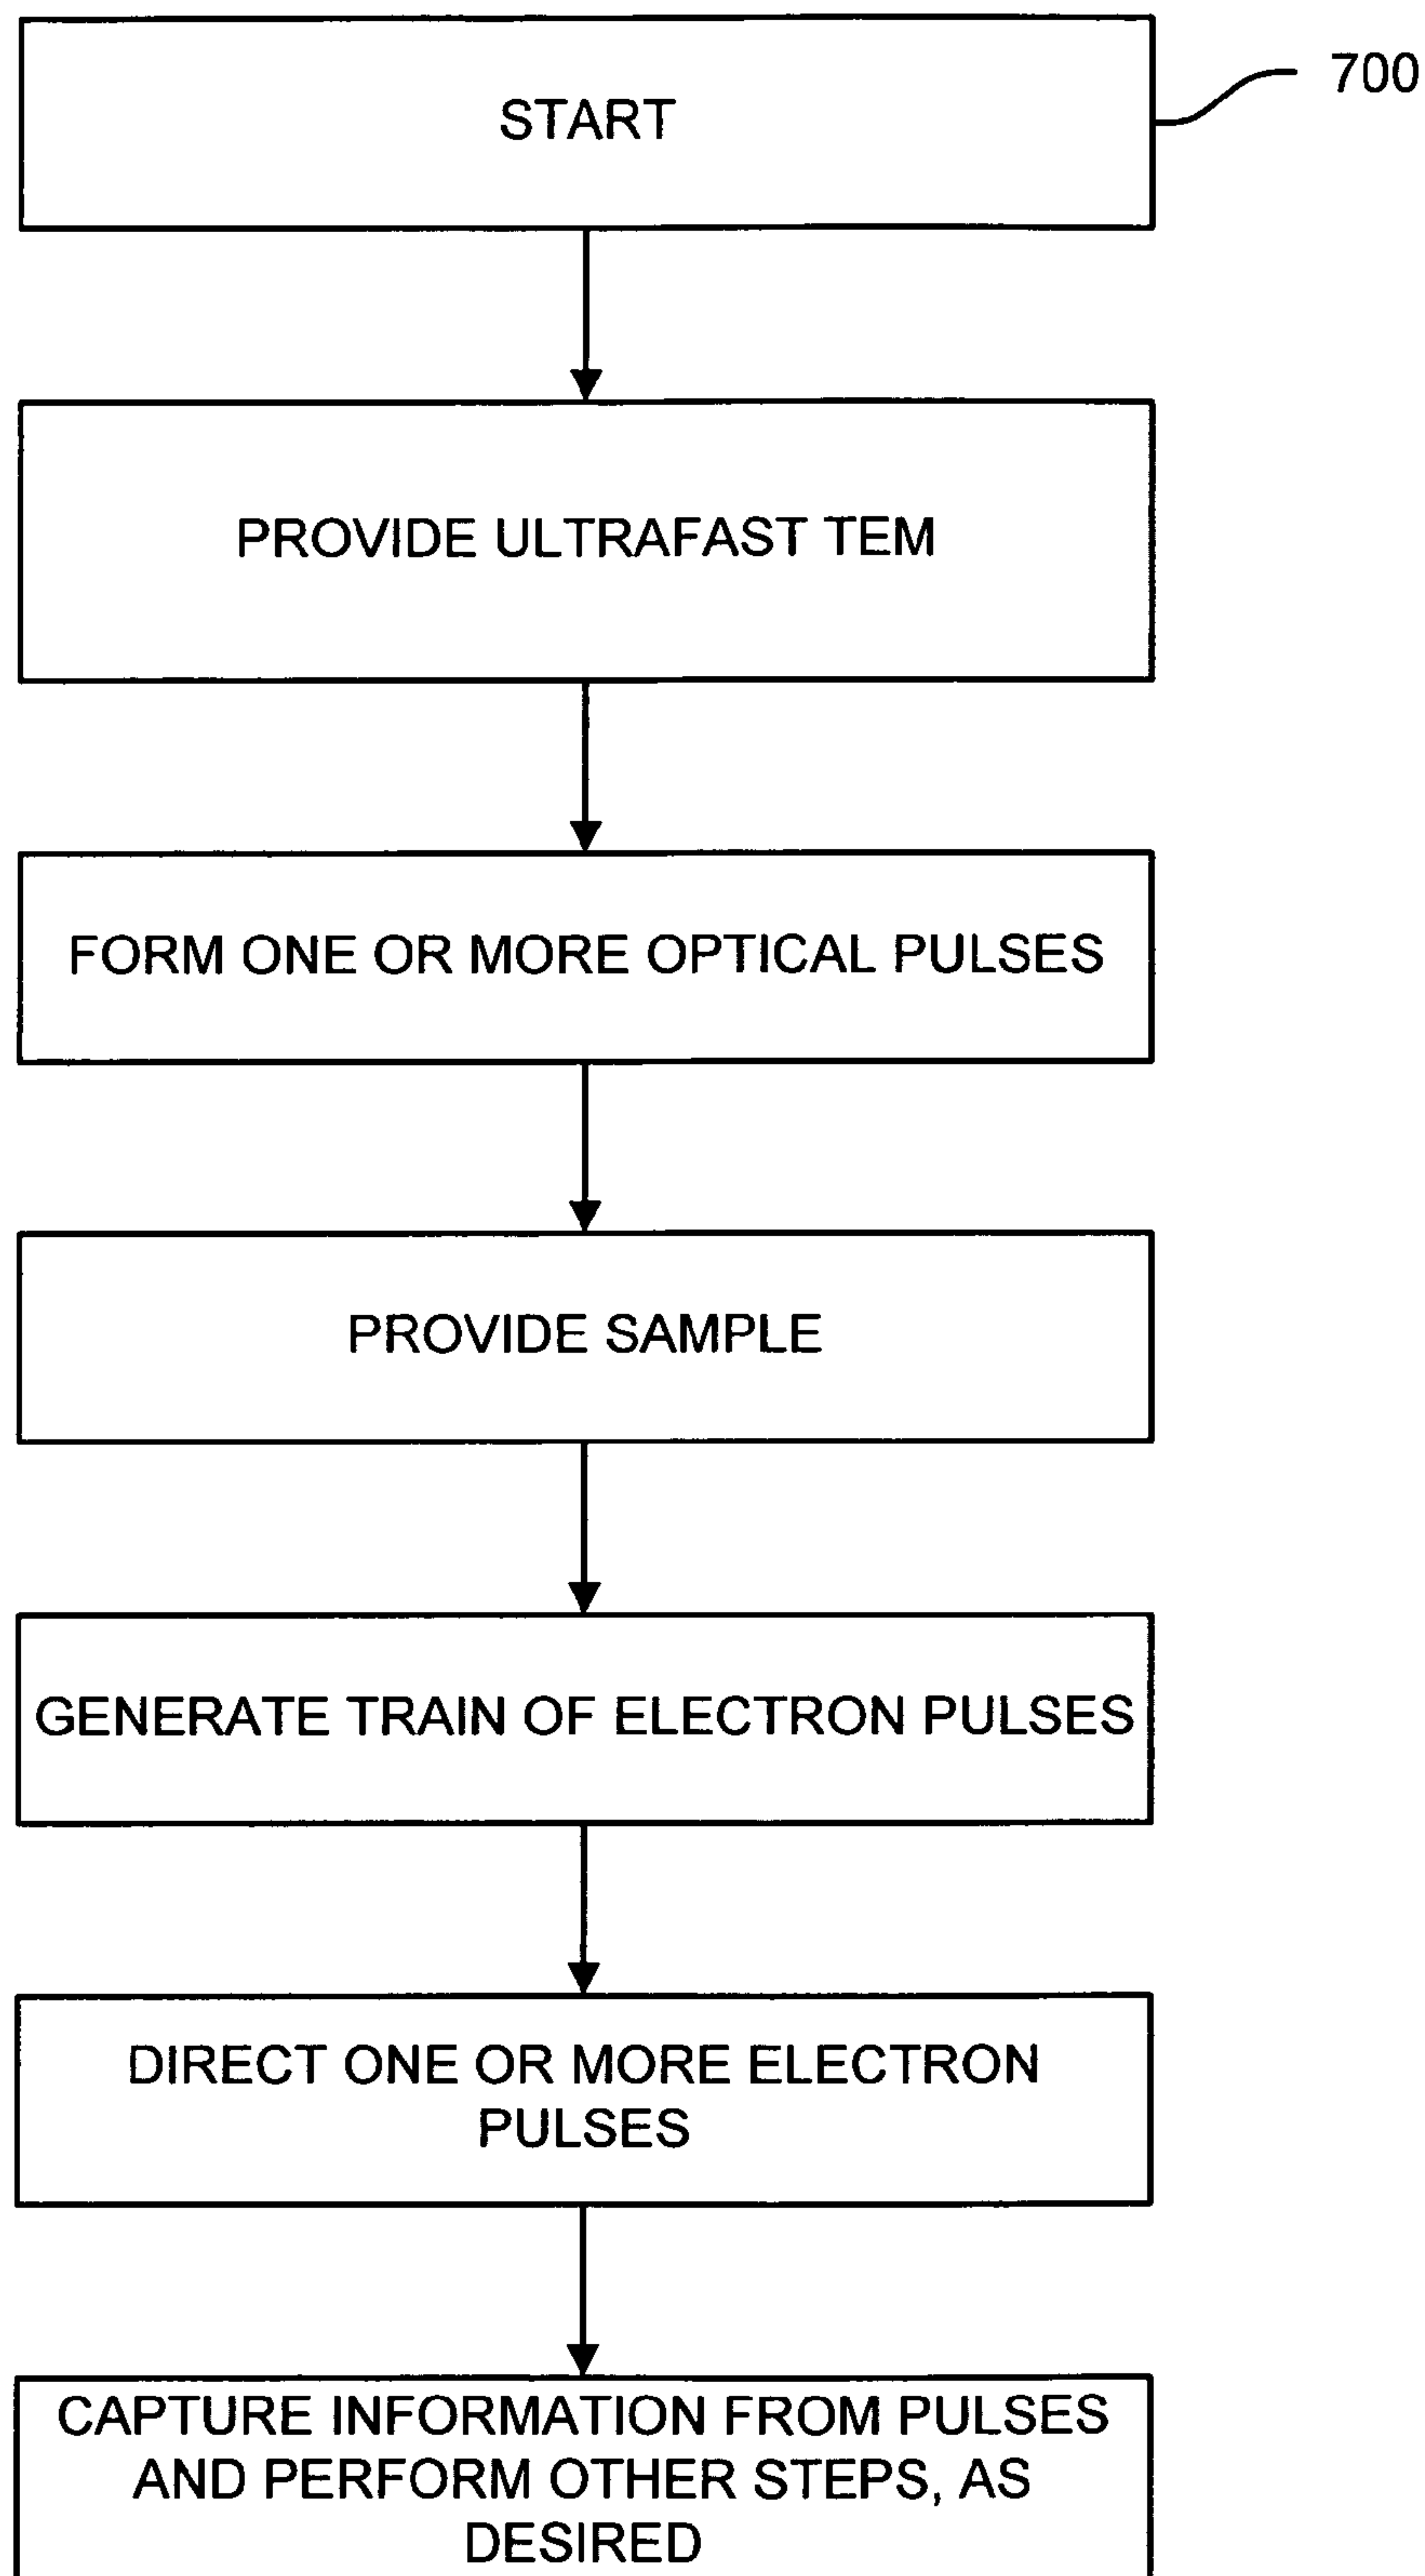 START
700
PROVIDE ULTRAFAST TEM
FORM ONE OR MORE OPTICAL PULSES
PROVIDE SAMPLE
GENERATE TRAIN OF ELECTRON PULSES
DIRECT ONE OR MORE ELECTRON
PULSES
CAPTURE INFORMATION FROM PULSES
AND PERFORM OTHER STEPS, AS
DESIRED